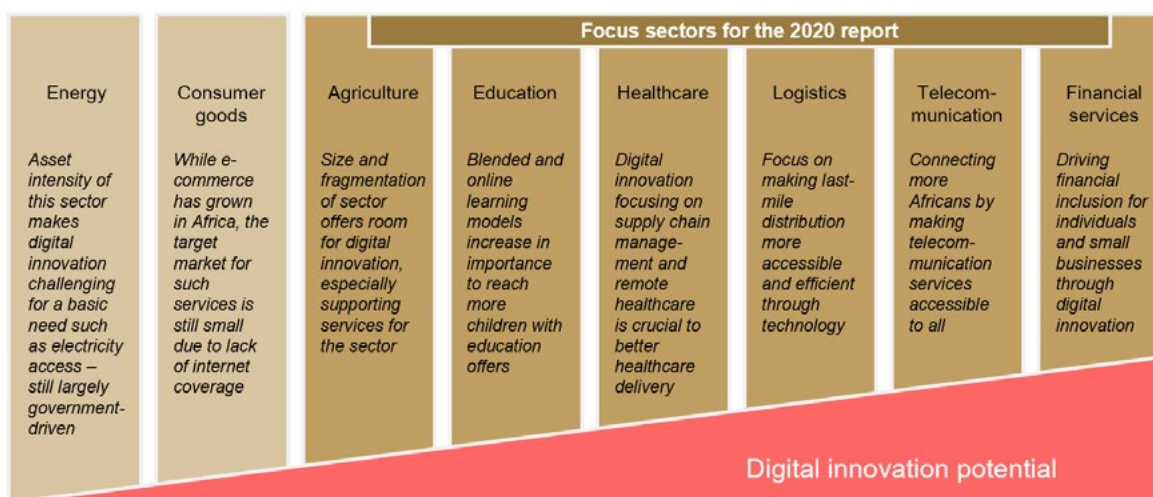 Focus sectors for the 2020 report
Energy
Asset
intensity of
this sector
makes
digital
innovation
challenging
for a basic
need such
as electricity
access –
still largely
government-
driven
Consumer
goods
While e-
commerce
has grown
in Africa, the
target
market for
such
services is
still small
due to lack
of internet
coverage
Agriculture
Size and
fragmentation
of sector
offers room
for digital
innovation,
especially
supporting
services for
the sector
Education
Blended and
online
learning
models
increase in
importance
to reach
more
children with
education
offers
Healthcare
Digital
innovation
focusing on
supply chain
manage-
ment and
remote
healthcare
is crucial to
better
healthcare
delivery
Logistics
Focus on
making last-
mile
distribution
more
accessible
and efficient
through
technology
Telecom-
munication
Connecting
more
Africans by
making
telecom-
munication
services
accessible
to all
Financial
services
Driving
financial
inclusion for
individuals
and small
businesses
through
digital
innovation
Digital innovation potential